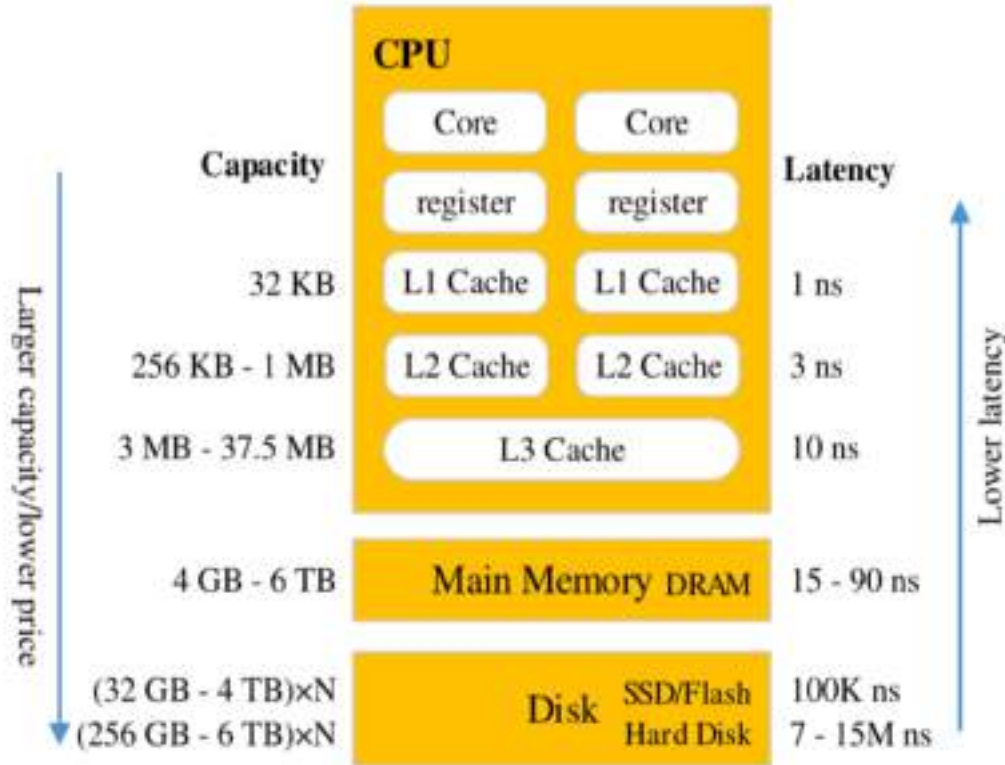 CPU
Core Core
Capacity Latency
register register
32 KB L1 Cache L1 Cache 1 ns
256 KB - 1 MB L2 Cache L2 Cache 3 ns
3 MB - 37.5 MB L3 Cache 10 ns
4 GB - 6 TB Main Memory DRAM 15 - 90 ns
(32 GB - 4 TB)×N Disk SSD/Flash 100K ns
(256 GB - 6 TB)×N Hard Disk 7 - 15M ns
Larger capacity/lower price
Lower latency